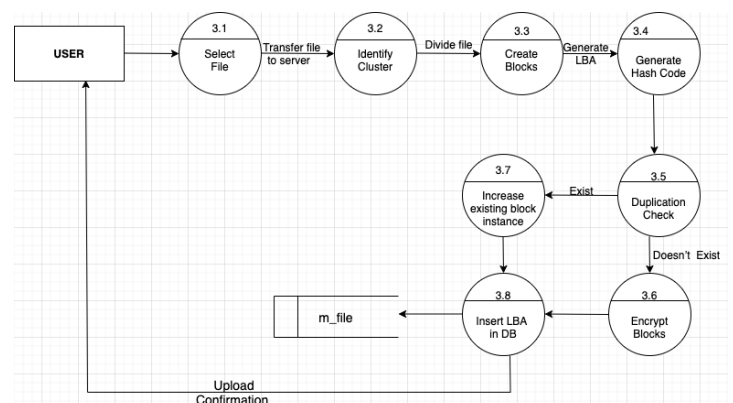 USER
3.1
Select
File
Transfer file
to server
3.2
Identify
Cluster
Divide file
3.3
Create
Blocks
Generate
LBA
3.4
Generate
Hash Code
3.5
Duplication
Check
Exist
3.7
Increase
existing block
instance
Doesn't Exist
3.6
Encrypt
Blocks
3.8
Insert LBA
in DB
m_file
Upload
Confirmation